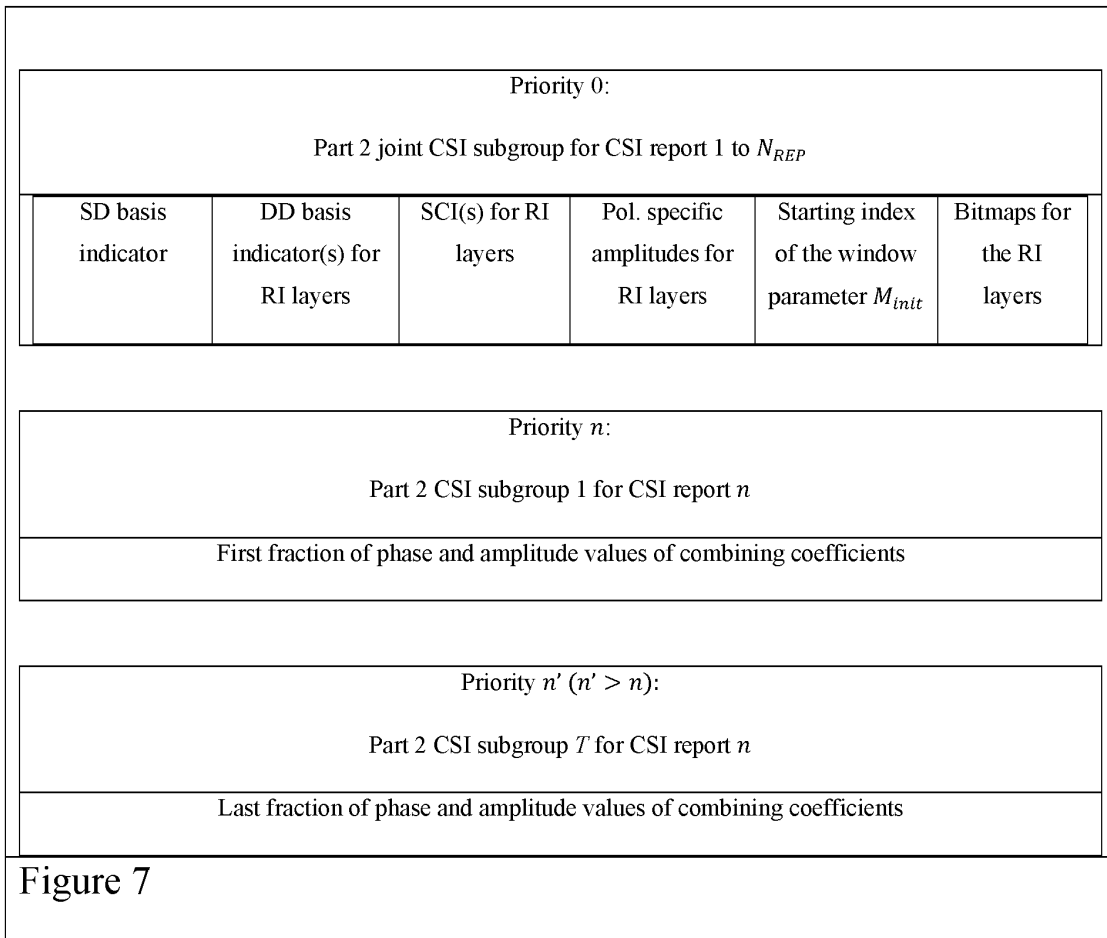 Priority 0:
Part 2 joint CSI subgroup for CSI report 1 to N_REP
SD basis
indicator
DD basis
indicator(s) for
RI layers
SCI(s) for RI
layers
Pol. specific
amplitudes for
RI layers
Starting index
of the window
parameter M_init
Bitmaps for
the RI
layers
Priority n:
Part 2 CSI subgroup 1 for CSI report n
First fraction of phase and amplitude values of combining coefficients
Priority n’ (n’ > n):
Part 2 CSI subgroup T for CSI report n
Last fraction of phase and amplitude values of combining coefficients
Figure 7